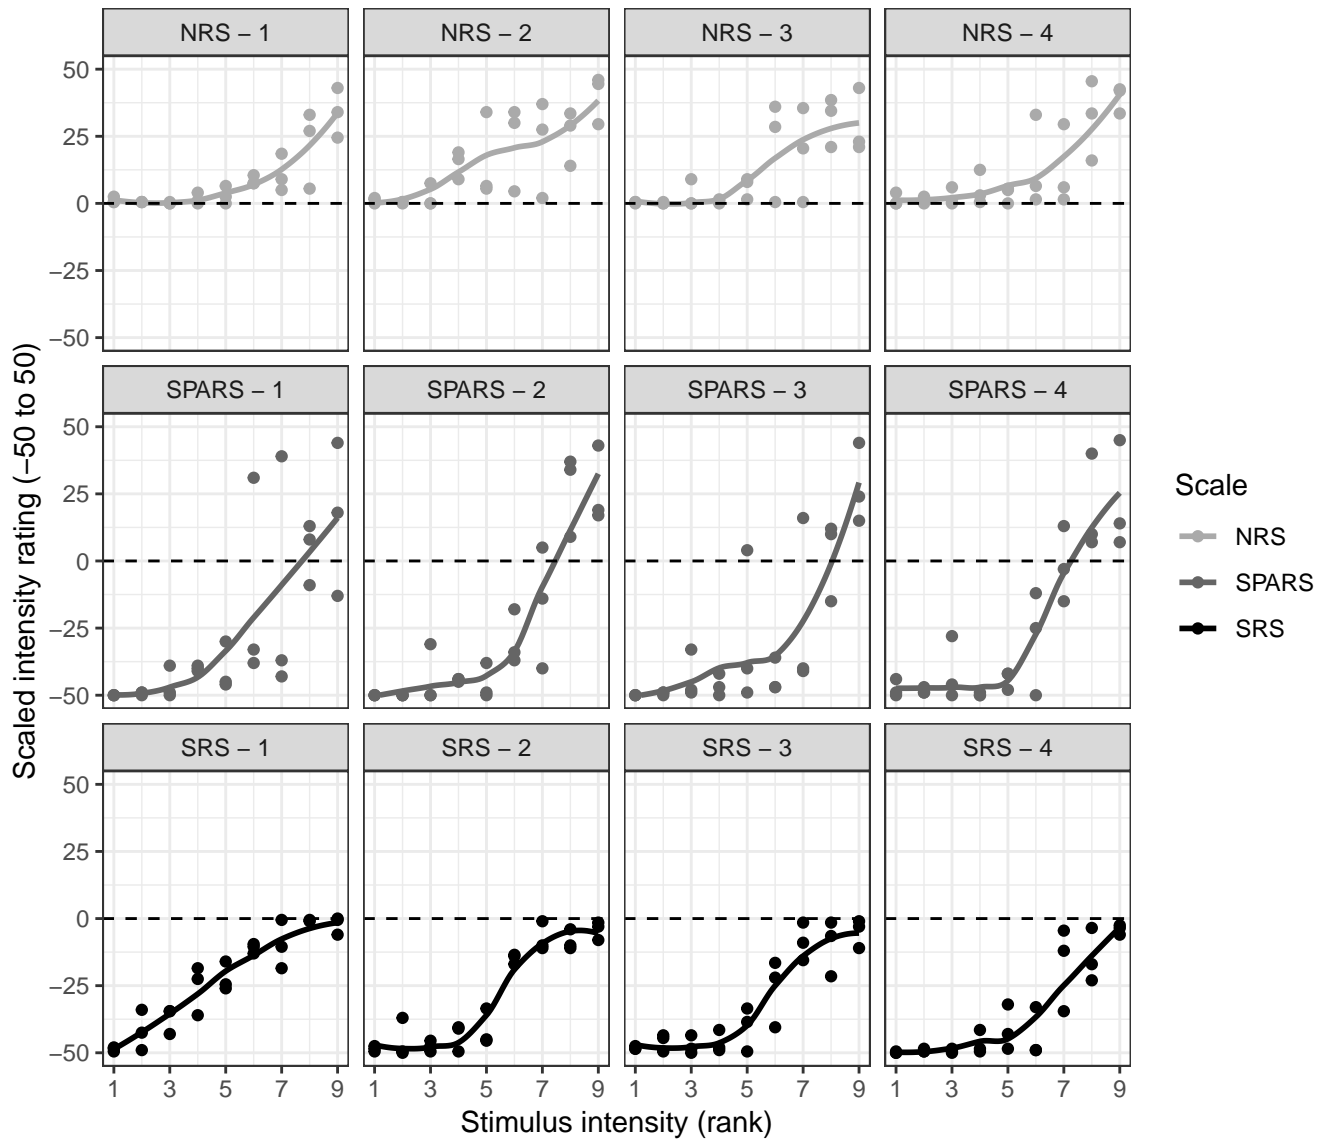 NRS – 1
NRS – 2
NRS – 3
NRS – 4
50
25
0
−25
−50
SPARS – 1
SPARS – 2
SPARS – 3
SPARS – 4
50
25
0
−25
−50
SRS – 1
SRS – 2
SRS – 3
SRS – 4
50
25
0
−25
−50
1 3 5 7 9
1 3 5 7 9
1 3 5 7 9
1 3 5 7 9
Stimulus intensity (rank)
Scaled intensity rating (−50 to 50)
Scale
NRS
SPARS
SRS